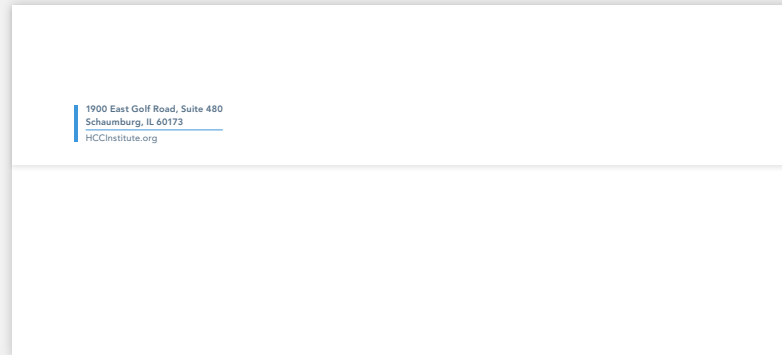 1900 East Golf Road, Suite 480
Schaumburg, IL 60173
HCCInstitute.org